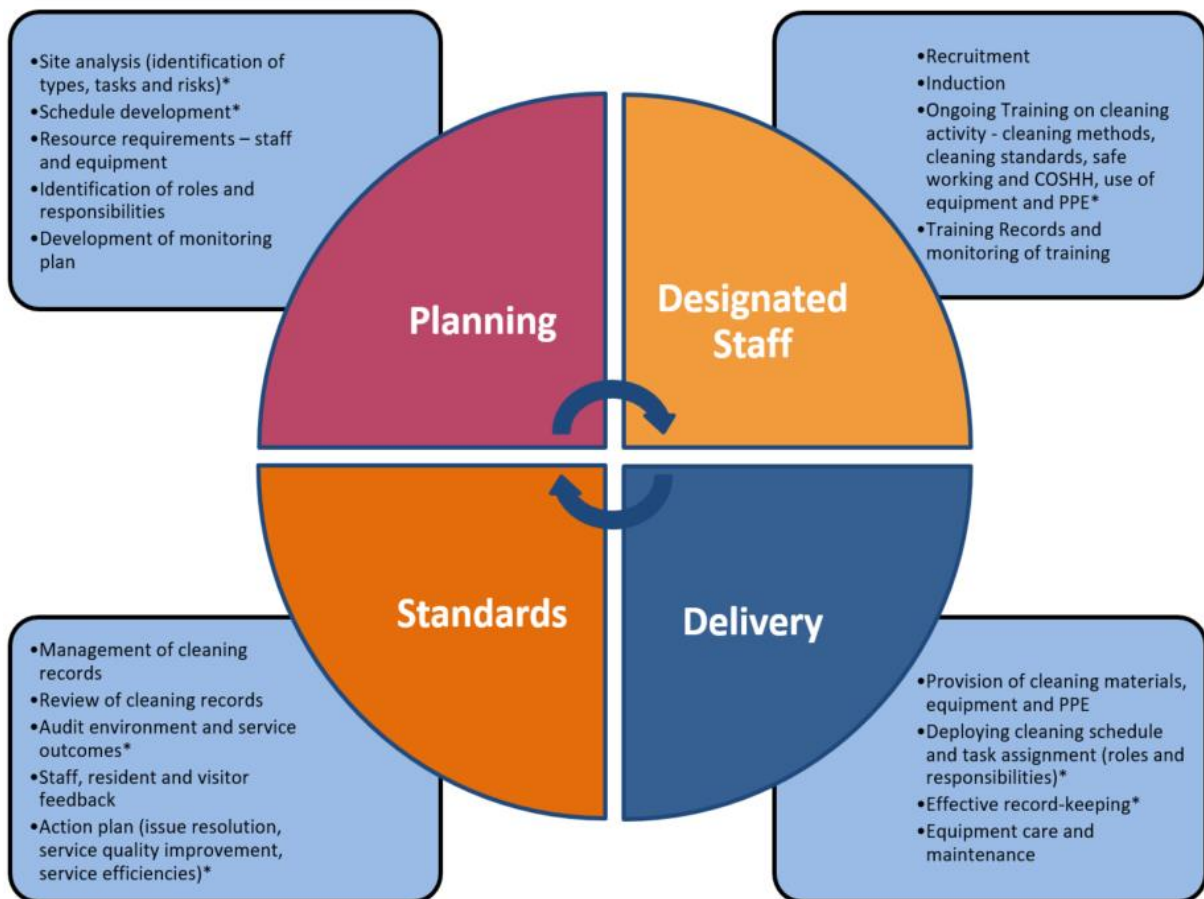 •Site analysis (identification of
types, tasks and risks)*
•Schedule development*
•Resource requirements – staff
and equipment
•Identification of roles and
responsibilities
•Development of monitoring
plan
•Recruitment
•Induction
•Ongoing Training on cleaning
activity - cleaning methods,
cleaning standards, safe
working and COSHH, use of
equipment and PPE*
•Training Records and
monitoring of training
Planning
Designated
Staff
Standards
Delivery
•Management of cleaning
records
•Review of cleaning records
•Audit environment and service
outcomes*
•Staff, resident and visitor
feedback
•Action plan (issue resolution,
service quality improvement,
service efficiencies)*
•Provision of cleaning materials,
equipment and PPE
•Deploying cleaning schedule
and task assignment (roles and
responsibilities)*
•Effective record-keeping*
•Equipment care and
maintenance